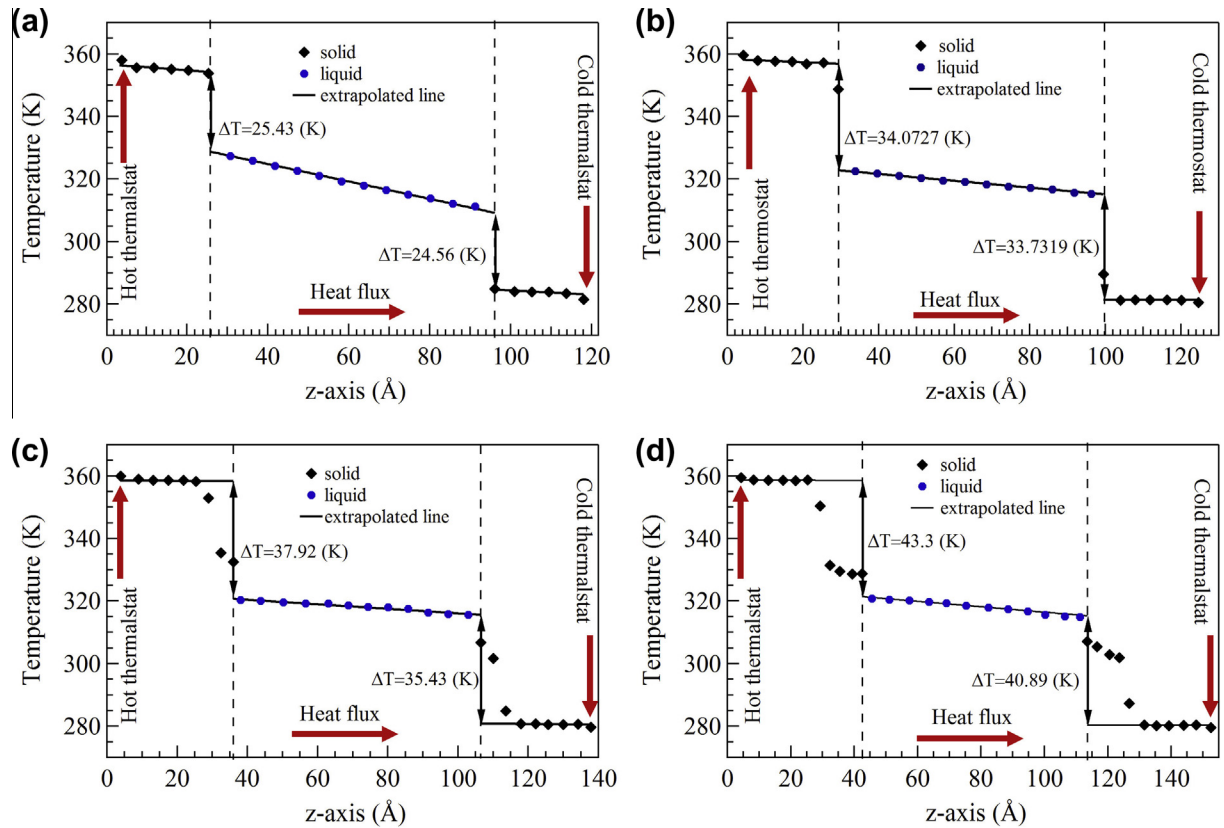 (a)
Temperature (K)
360
340
320
300
280
solid
liquid
extrapolated line
ΔT=25.43 (K)
ΔT=24.56 (K)
Hot thermalstat
Cold thermalstat
Heat flux
0 20 40 60 80 100 120
z-axis (Å)
(b)
Temperature (K)
360
340
320
300
280
solid
liquid
extrapolated line
ΔT=34.0727 (K)
ΔT=33.7319 (K)
Hot thermostat
Cold thermostat
Heat flux
0 20 40 60 80 100 120
z-axis (Å)
(c)
Temperature (K)
360
340
320
300
280
solid
liquid
extrapolated line
ΔT=37.92 (K)
ΔT=35.43 (K)
Hot thermalstat
Cold thermalstat
Heat flux
0 20 40 60 80 100 120 140
z-axis (Å)
(d)
Temperature (K)
360
340
320
300
280
solid
liquid
extrapolated line
ΔT=43.3 (K)
ΔT=40.89 (K)
Hot thermalstat
Cold thermalstat
Heat flux
0 20 40 60 80 100 120 140
z-axis (Å)